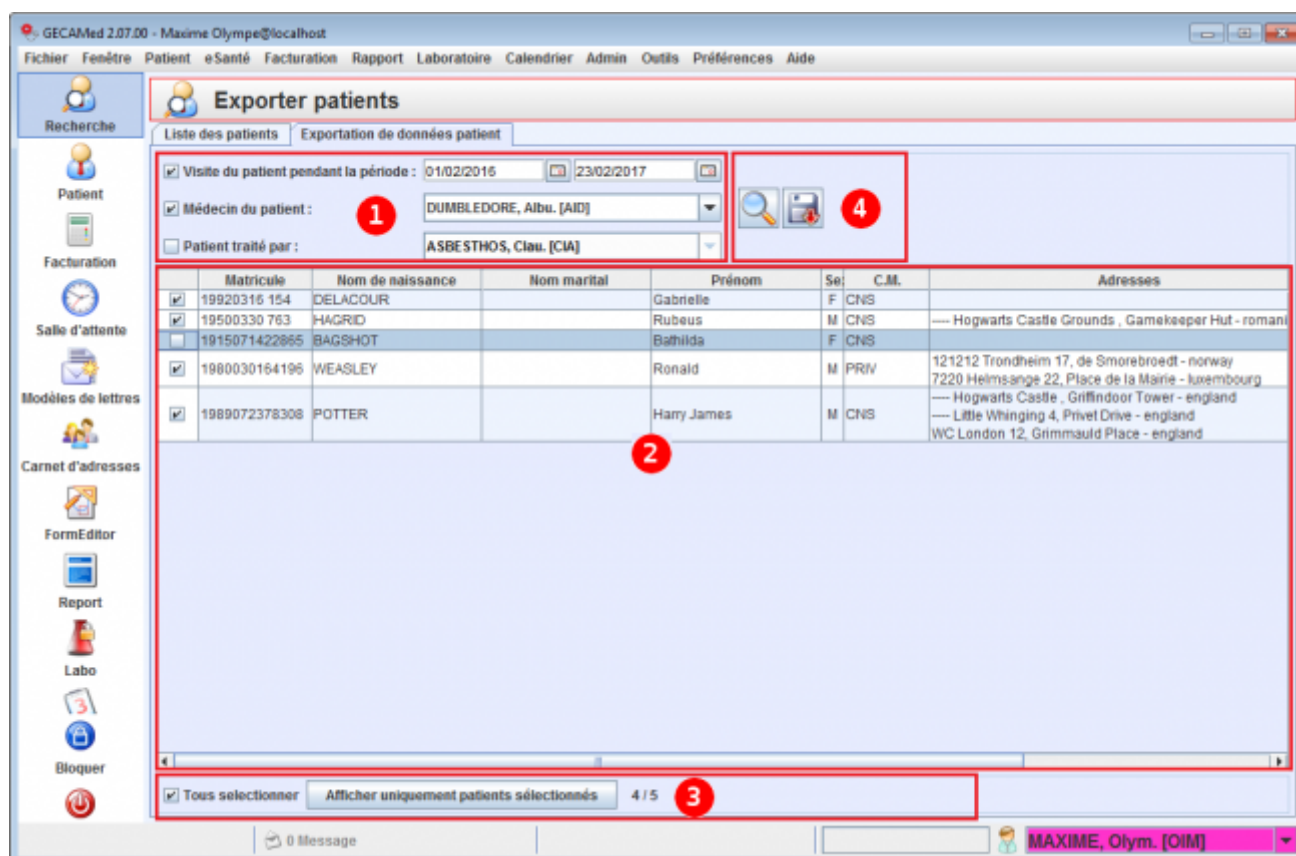 GECAMed 2.07.00 - Maxime Olympe@localhost
Fichier Fenêtre Patient eSanté Facturation Rapport Laboratoire Calendrier Admin Outils Préférences Aide
Recherche
Exporter patients
Liste des patients Exportation de données patient
Visite du patient pendant la période : 01/02/2016 23/02/2017
Médecin du patient : DUMBLEDORE, Albu. [AID]
Patient traité par : ASBESTHOS, Clau. [CIA]
1
4
Matricule Nom de naissance Nom marital Prénom Se: C.M. Adresses
19920316 154 DELACOUR Gabrielle F CNS
19500330 763 HAGRID Rubeus M CNS ---- Hogwarts Castle Grounds , Gamekeeper Hut - romani
1915071422865 BAGSHOT Bathilda F CNS
1980030164196 WEASLEY Ronald M PRIV 121212 Trondheim 17, de Smorebroedt - norway
7220 Helmsange 22, Place de la Mairie - luxembourg
1989072378308 POTTER Harry James M CNS ---- Hogwarts Castle , Griffindoor Tower - england
---- Little Whinging 4, Privet Drive - england
WC London 12, Grimmauld Place - england
2
Patient
Facturation
Salle d'attente
Modèles de lettres
Carnet d'adresses
FormEditor
Report
Labo
3
Bloquer
Tous selectionner Afficher uniquement patients sélectionnés 4 / 5
3
0 Message
MAXIME, Olym. [OIM]